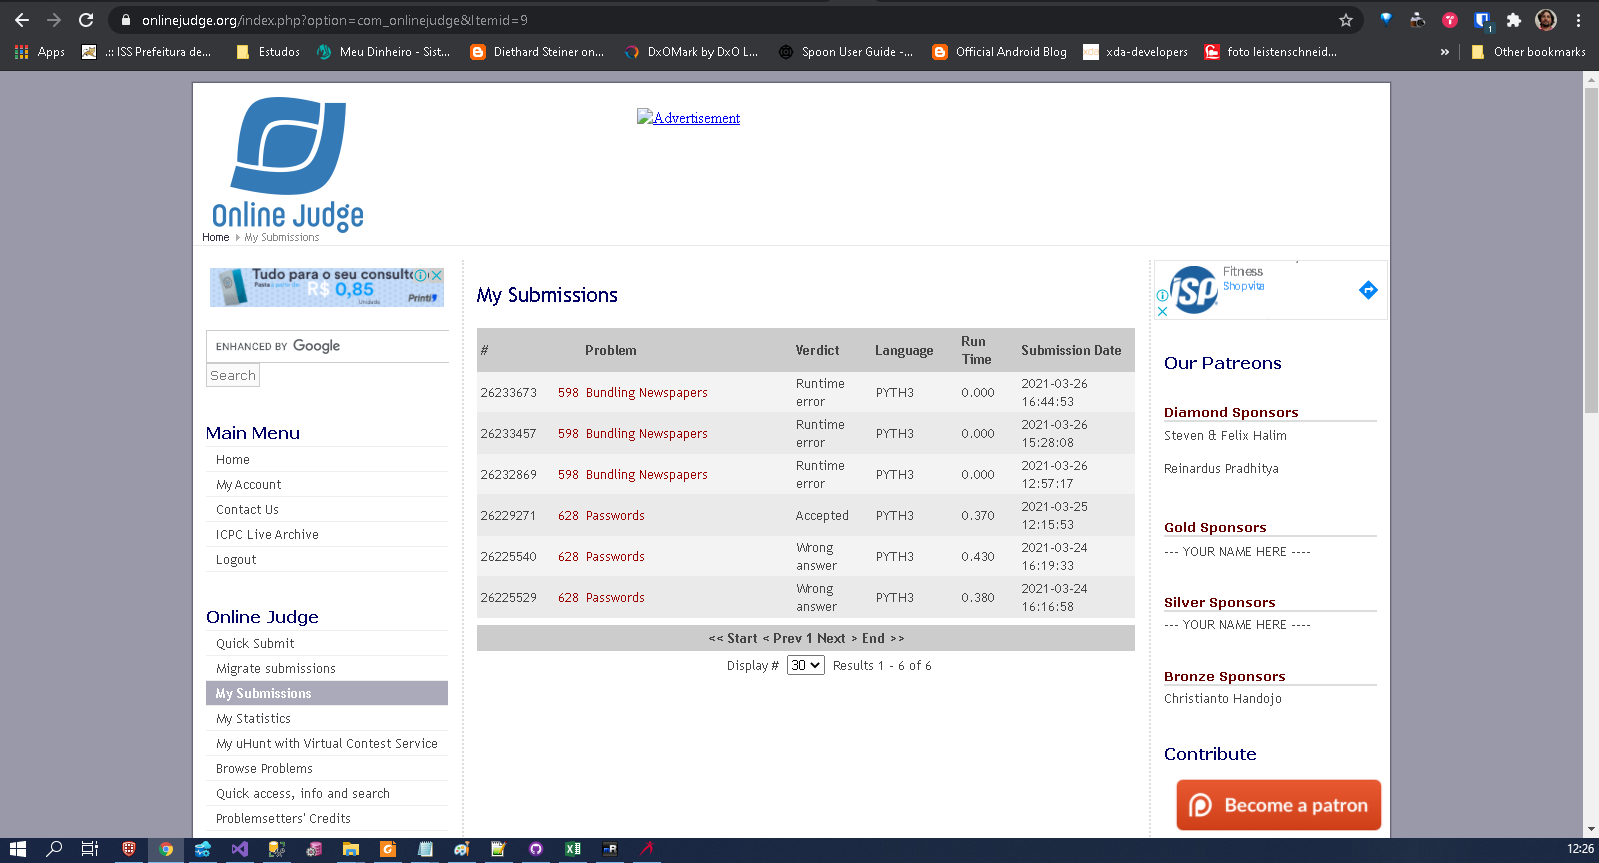 onlinejudge.org/index.php?option=com_onlinejudge&Itemid=9
Apps
.:: ISS Prefeitura de...
Estudos
Meu Dinheiro - Sist...
Diethard Steiner on...
DxOMark by DxO L...
Spoon User Guide -...
Official Android Blog
xda-developers
foto leistenschneid...
»
Other bookmarks
Advertisement
Online Judge
Home My Submissions
Tudo para o seu consulto
Pasta a partir de
R$ 0,85
Unidade
Printi
ENHANCED BY Google
Search
Main Menu
Home
My Account
Contact Us
ICPC Live Archive
Logout
Online Judge
Quick Submit
Migrate submissions
My Submissions
My Statistics
My uHunt with Virtual Contest Service
Browse Problems
Quick access, info and search
Problemsetters' Credits
My Submissions
# Problem Verdict Language Run Time Submission Date
26233673 598 Bundling Newspapers Runtime error PYTH3 0.000 2021-03-26 16:44:53
26233457 598 Bundling Newspapers Runtime error PYTH3 0.000 2021-03-26 15:28:08
26232869 598 Bundling Newspapers Runtime error PYTH3 0.000 2021-03-26 12:57:17
26229271 628 Passwords Accepted PYTH3 0.370 2021-03-25 12:15:53
26225540 628 Passwords Wrong answer PYTH3 0.430 2021-03-24 16:19:33
26225529 628 Passwords Wrong answer PYTH3 0.380 2021-03-24 16:16:58
<< Start < Prev 1 Next > End >>
Display # 30 Results 1 - 6 of 6
iSP
Fitness
Shopvita
Our Patreons
Diamond Sponsors
Steven & Felix Halim
Reinardus Pradhitya
Gold Sponsors
--- YOUR NAME HERE ----
Silver Sponsors
--- YOUR NAME HERE ----
Bronze Sponsors
Christianto Handojo
Contribute
Become a patron
12:26